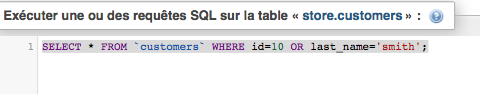 Exécuter une ou des requêtes SQL sur la table « store.customers » :
1 SELECT * FROM `customers` WHERE id=10 OR last_name='smith';